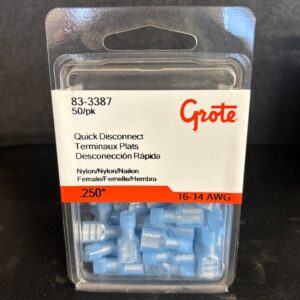 83-3387
50/pk
Grote
Quick Disconnect
Terminaux Plats
Desconección Rápida
Nylon/Nylon/Nailon
Female/Femelle/Hembra
.250"
16-14 AWG